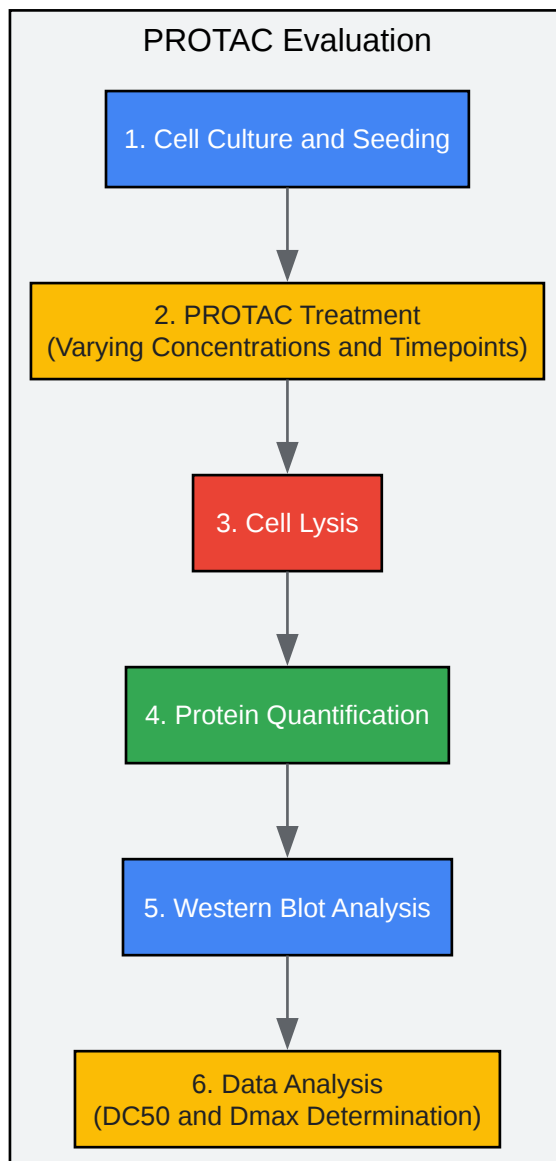 PROTAC Evaluation
1. Cell Culture and Seeding
2. PROTAC Treatment
(Varying Concentrations and Timepoints)
3. Cell Lysis
4. Protein Quantification
5. Western Blot Analysis
6. Data Analysis
(DC50 and Dmax Determination)